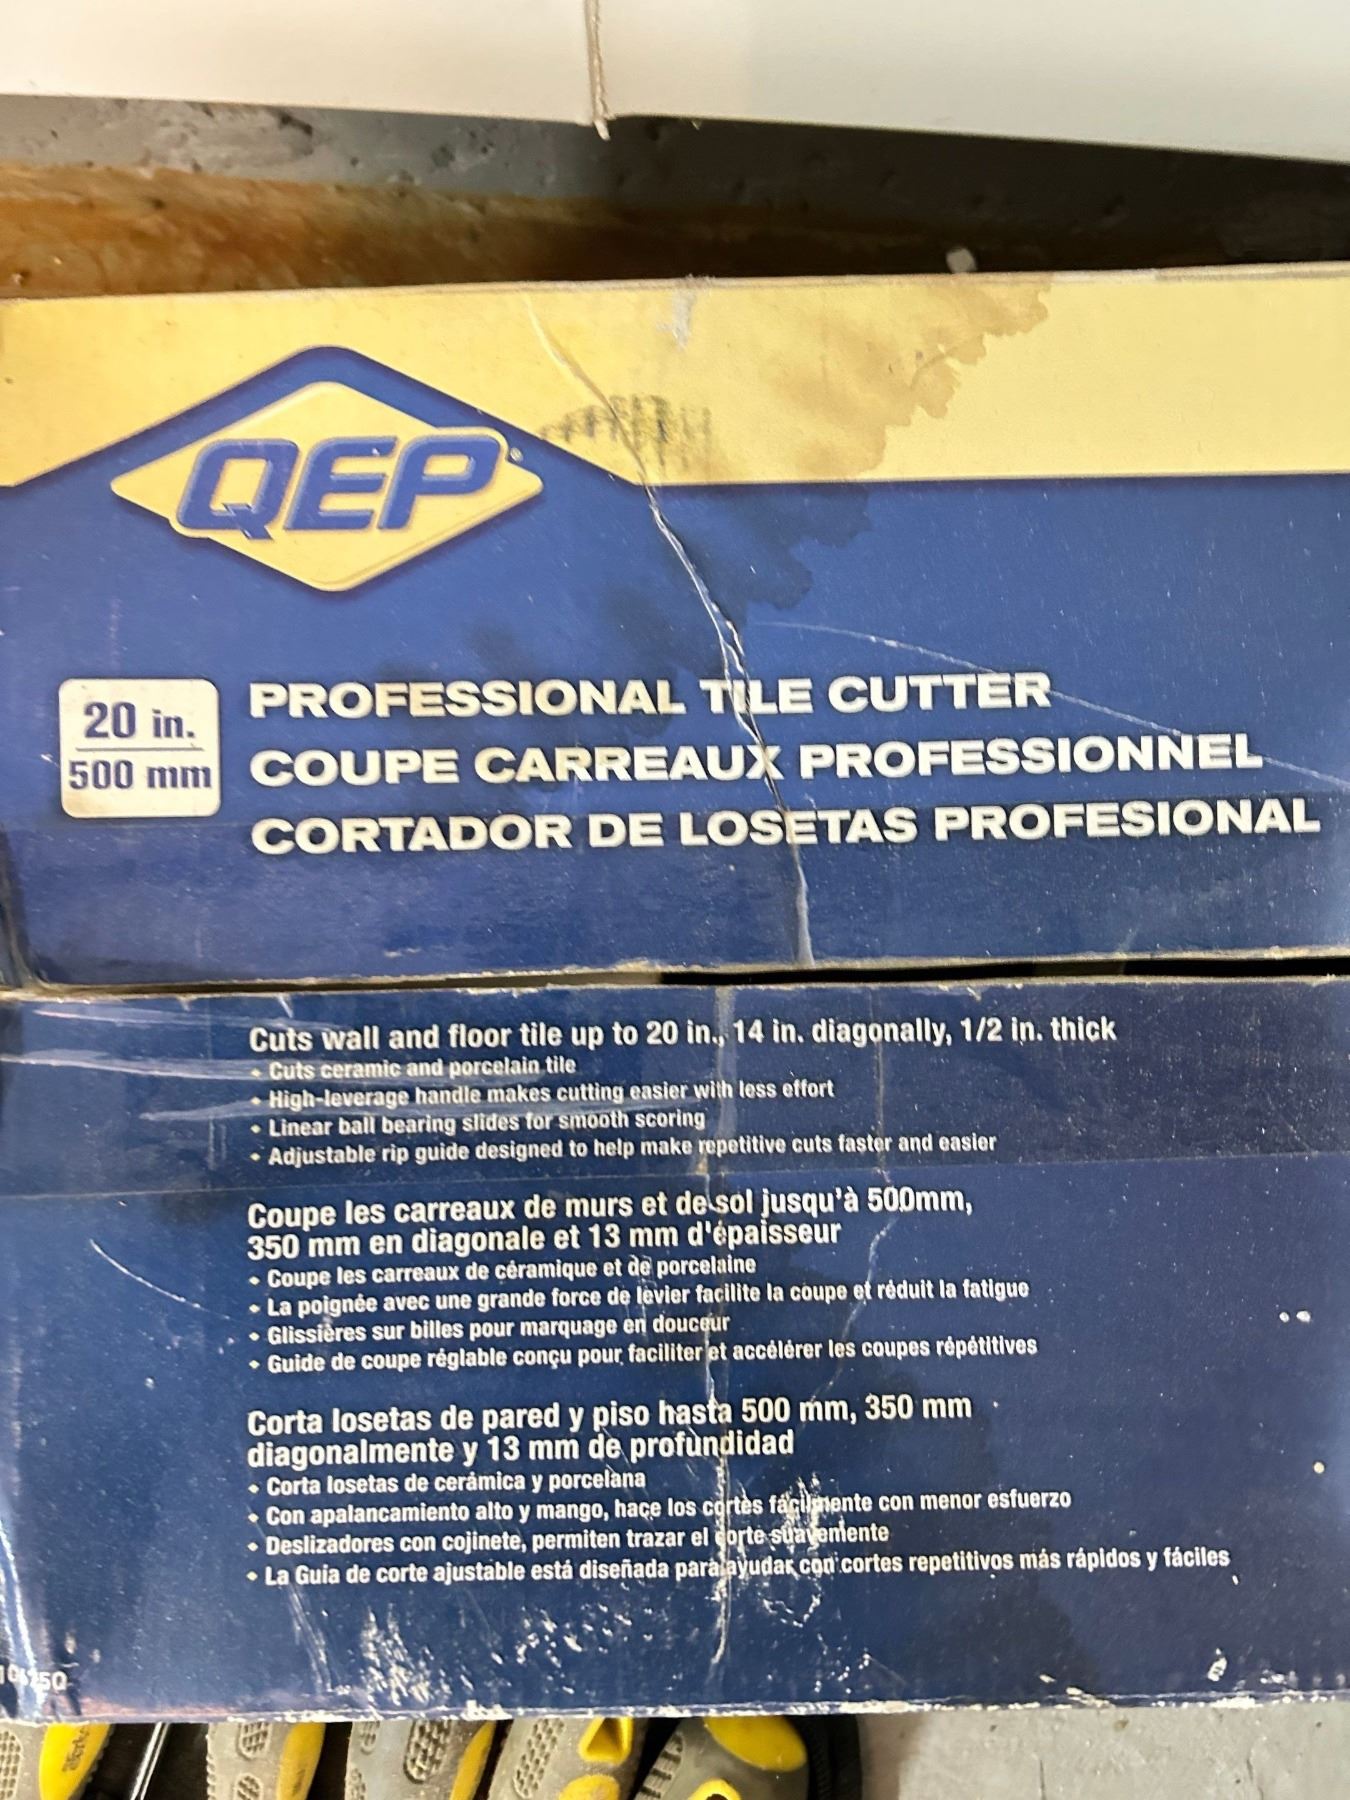 QEP®
20 in.
500 mm
PROFESSIONAL TILE CUTTER
COUPE CARREAUX PROFESSIONNEL
CORTADOR DE LOSETAS PROFESIONAL
Cuts wall and floor tile up to 20 in., 14 in. diagonally, 1/2 in. thick
• Cuts ceramic and porcelain tile
• High-leverage handle makes cutting easier with less effort
• Linear ball bearing slides for smooth scoring
• Adjustable rip guide designed to help make repetitive cuts faster and easier
Coupe les carreaux de murs et de sol jusqu'à 500mm,
350 mm en diagonale et 13 mm d'épaisseur
• Coupe les carreaux de céramique et de porcelaine
• La poignée avec une grande force de levier facilite la coupe et réduit la fatigue
• Glissières sur billes pour marquage en douceur
• Guide de coupe réglable conçu pour faciliter et accélérer les coupes répétitives
Corta losetas de pared y piso hasta 500 mm, 350 mm
diagonalmente y 13 mm de profundidad
• Corta losetas de cerámica y porcelana
• Con apalancamiento alto y mango, hace los cortes fácilmente con menor esfuerzo
• Deslizadores con cojinete, permiten trazar el corte suavemente
• La Guia de corte ajustable está diseñada para ayudar con cortes repetitivos más rápidos y fáciles